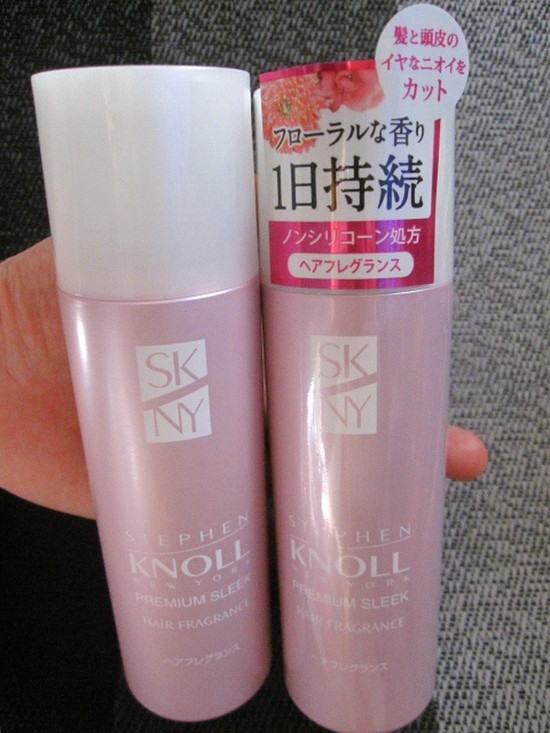 髪と頭皮の
イヤなニオイを
カット
フローラルな香り
1日持続
ノンシリコーン処方
ヘアフレグランス
SK
NY
STEPHEN
KNOLL
NEW YORK
PREMIUM SLEEK
HAIR FRAGRANCE
ヘアフレグランス
SK
NY
STEPHEN
KNOLL
NEW YORK
PREMIUM SLEEK
HAIR FRAGRANCE
ヘアフレグランス